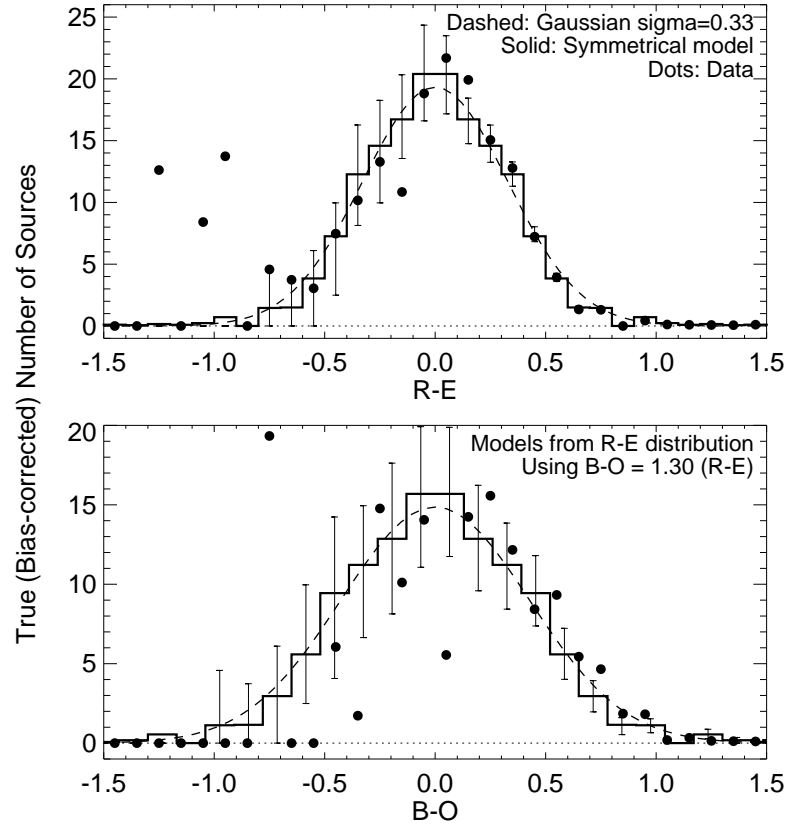 True (Bias-corrected) Number of Sources
25
20
15
10
5
0
Dashed: Gaussian sigma=0.33
Solid: Symmetrical model
Dots: Data
-1.5 -1.0 -0.5 0.0 0.5 1.0 1.5
R-E
20
15
10
5
0
Models from R-E distribution
Using B-O = 1.30 (R-E)
-1.5 -1.0 -0.5 0.0 0.5 1.0 1.5
B-O